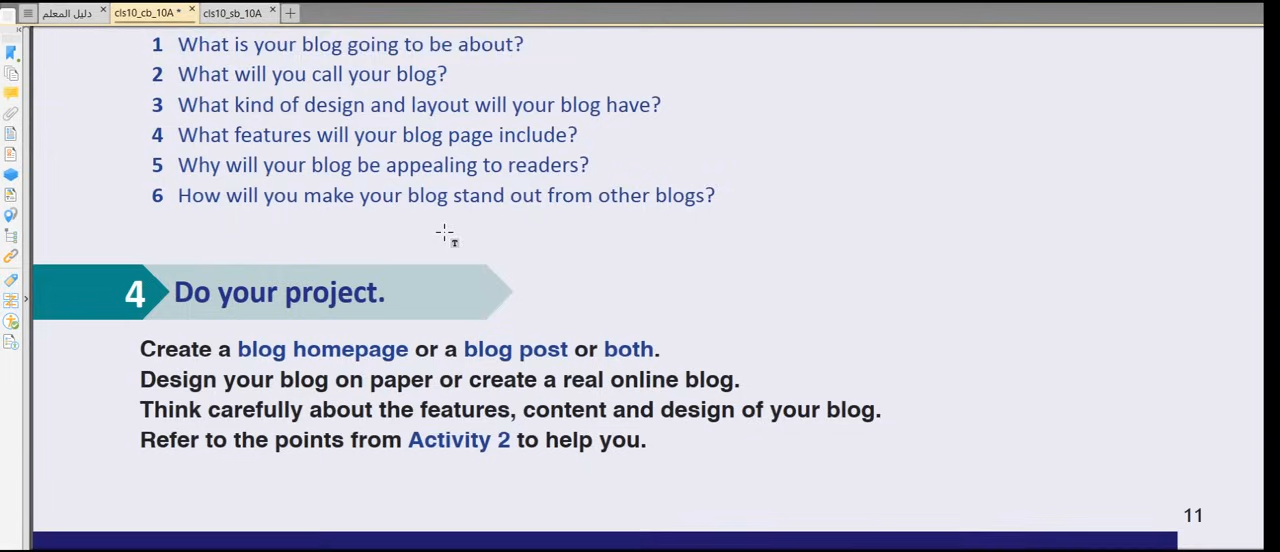 دليل المعلم
cls10_cb_10A *
cls10_sb_10A
1 What is your blog going to be about?
2 What will you call your blog?
3 What kind of design and layout will your blog have?
4 What features will your blog page include?
5 Why will your blog be appealing to readers?
6 How will you make your blog stand out from other blogs?
4 Do your project.
Create a blog homepage or a blog post or both.
Design your blog on paper or create a real online blog.
Think carefully about the features, content and design of your blog.
Refer to the points from Activity 2 to help you.
11